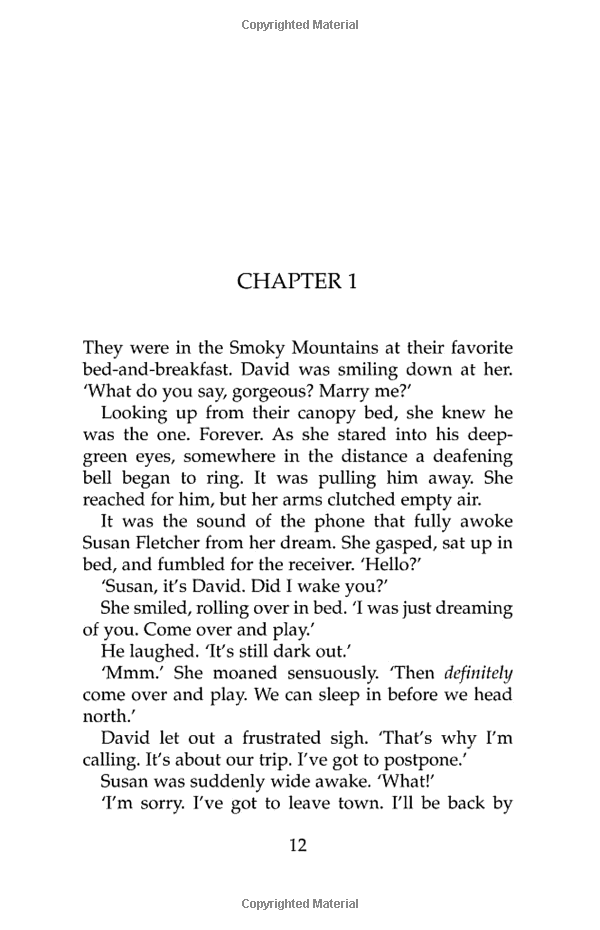 Copyrighted Material
CHAPTER 1
They were in the Smoky Mountains at their favorite
bed-and-breakfast. David was smiling down at her.
‘What do you say, gorgeous? Marry me?’
Looking up from their canopy bed, she knew he
was the one. Forever. As she stared into his deep-
green eyes, somewhere in the distance a deafening
bell began to ring. It was pulling him away. She
reached for him, but her arms clutched empty air.
It was the sound of the phone that fully awoke
Susan Fletcher from her dream. She gasped, sat up in
bed, and fumbled for the receiver. ‘Hello?’
‘Susan, it’s David. Did I wake you?’
She smiled, rolling over in bed. ‘I was just dreaming
of you. Come over and play.’
He laughed. ‘It’s still dark out.’
‘Mmm.’ She moaned sensuously. ‘Then definitely
come over and play. We can sleep in before we head
north.’
David let out a frustrated sigh. ‘That’s why I’m
calling. It’s about our trip. I’ve got to postpone.’
Susan was suddenly wide awake. ‘What!’
‘I’m sorry. I’ve got to leave town. I’ll be back by
12
Copyrighted Material